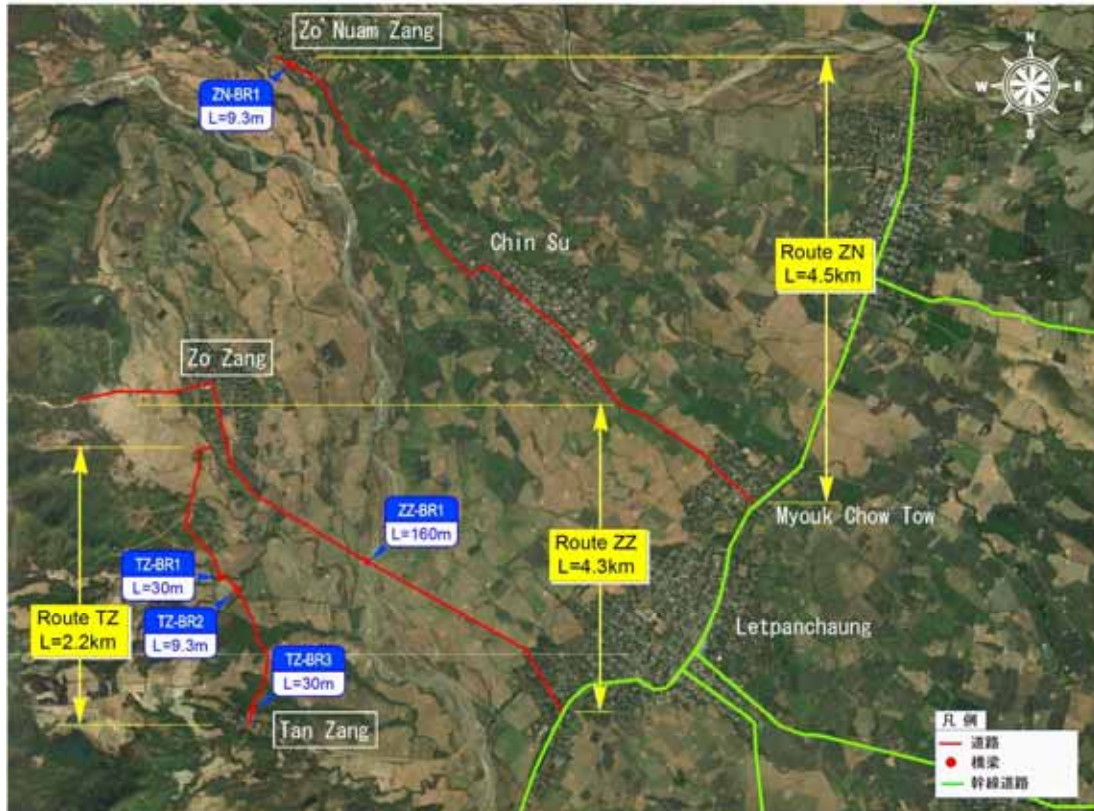 Zo`Nuam Zang
N
W
E
S
ZN-BR1
L=9.3m
Chin Su
Route ZN
L=4.5km
Zo Zang
ZZ-BR1
L=160m
Myouk Chow Tow
Route ZZ
L=4.3km
TZ-BR1
L=30m
Route TZ
L=2.2km
TZ-BR2
L=9.3m
Letpanchaung
TZ-BR3
L=30m
Tan Zang
凡 例
道路
橋梁
幹線道路